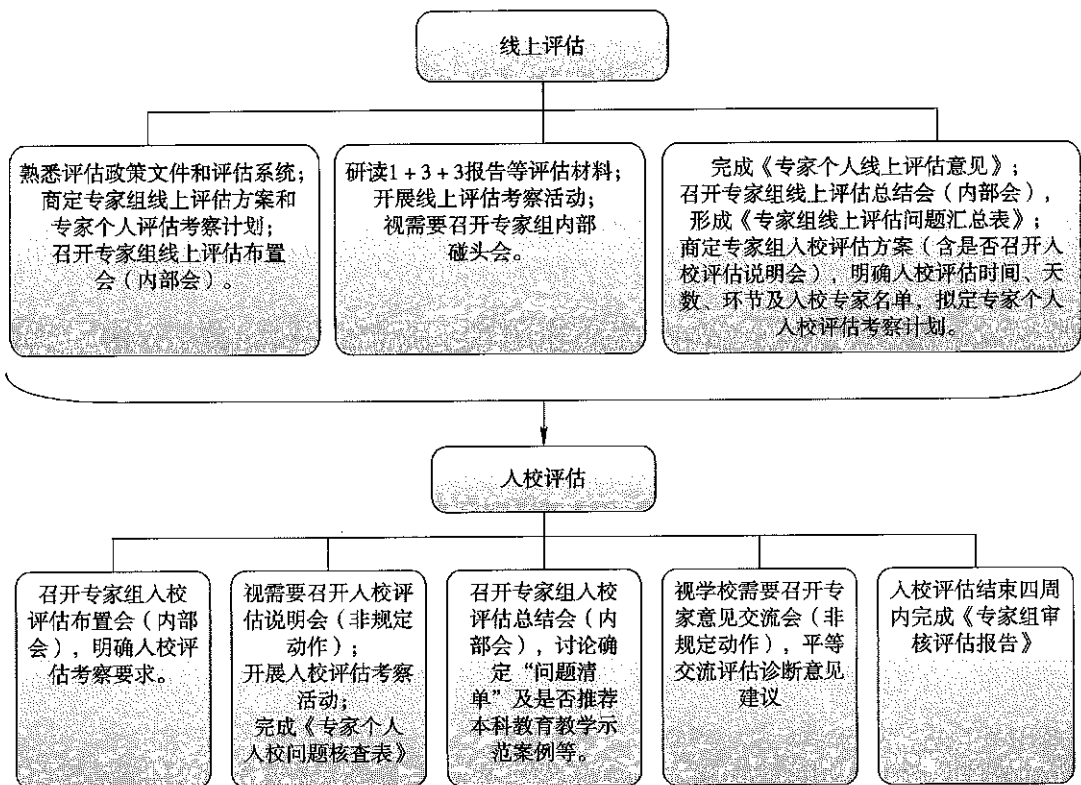 线上评估
熟悉评估政策文件和评估系统；
商定专家组线上评估方案和
专家个人评估考察计划；
召开专家组线上评估布置
会（内部会）。
研读1+3+3报告等评估材料；
开展线上评估考察活动；
视需要召开专家组内部
碰头会。
完成《专家个人线上评估意见》；
召开专家组线上评估总结会（内部会），
形成《专家组线上评估问题汇总表》；
商定专家组入校评估方案（含是否召开入
校评估说明会），明确入校评估时间、天
数、环节及入校专家名单，拟定专家个人
入校评估考察计划。
入校评估
召开专家组入校
评估布置会（内部
会），明确入校评
估考察要求。
视需要召开入校评
估说明会（非规定
动作）；
开展入校评估考察
活动；
完成《专家个人
入校问题核查表》
召开专家组入校
评估总结会（内
部会），讨论确
定“问题清
单”及是否推荐
本科教育教学示
范案例等。
视学校需要召开专
家意见交流会（非
规定动作），平等
交流评估诊断意见
建议
入校评估结束四周
内完成《专家组审
核评估报告》